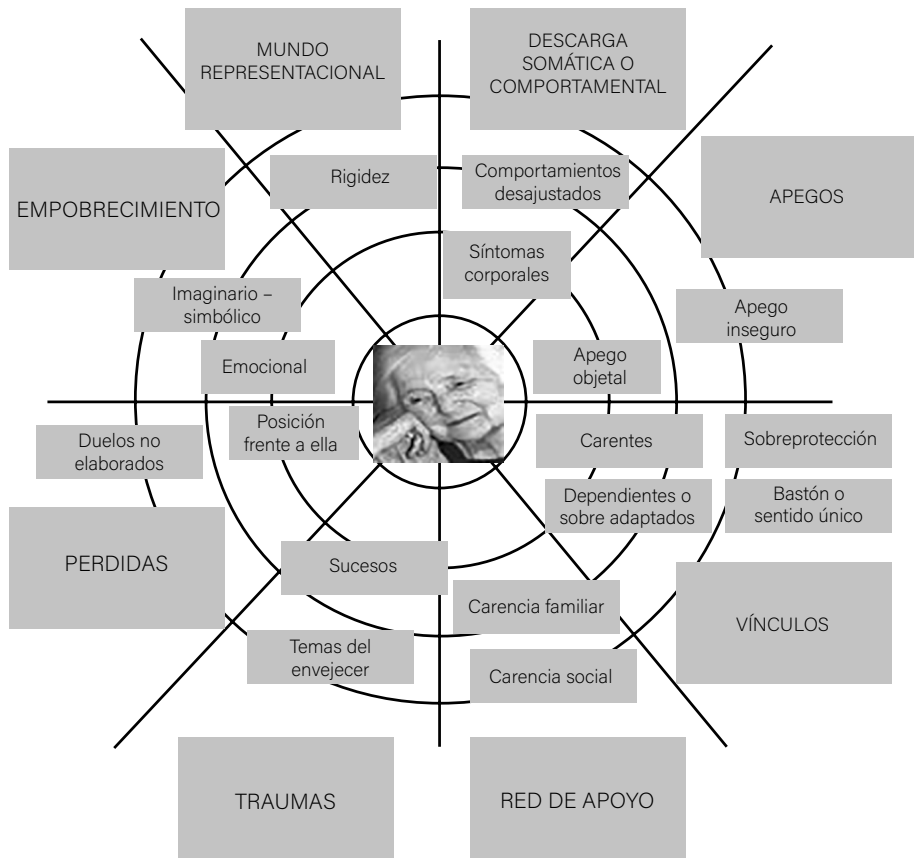 MUNDO
REPRESENTACIONAL
DESCARGA
SOMÁTICA O
COMPORTAMENTAL
EMPOBRECIMIENTO
Rigidez
Comportamientos
desajustados
APEGOS
Síntomas
corporales
Imaginario –
simbólico
Apego
inseguro
Emocional
Apego
objetal
Duelos no
elaborados
Posición
frente a ella
Carentes
Sobreprotección
Dependientes o
sobre adaptados
Bastón o
sentido único
PERDIDAS
Sucesos
Carencia familiar
VÍNCULOS
Temas del
envejecer
Carencia social
TRAUMAS
RED DE APOYO